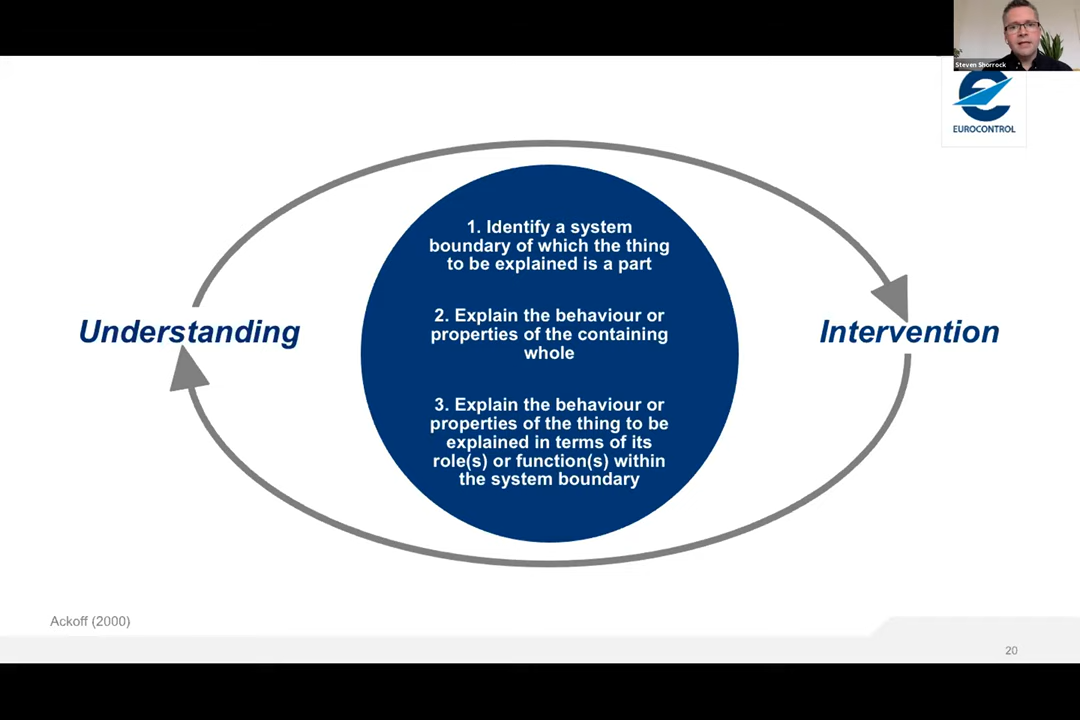 Steven Shorrock
EUROCONTROL
1. Identify a system
boundary of which the thing
to be explained is a part
2. Explain the behaviour or
properties of the containing
whole
3. Explain the behaviour or
properties of the thing to be
explained in terms of its
role(s) or function(s) within
the system boundary
Understanding
Intervention
Ackoff (2000)
20